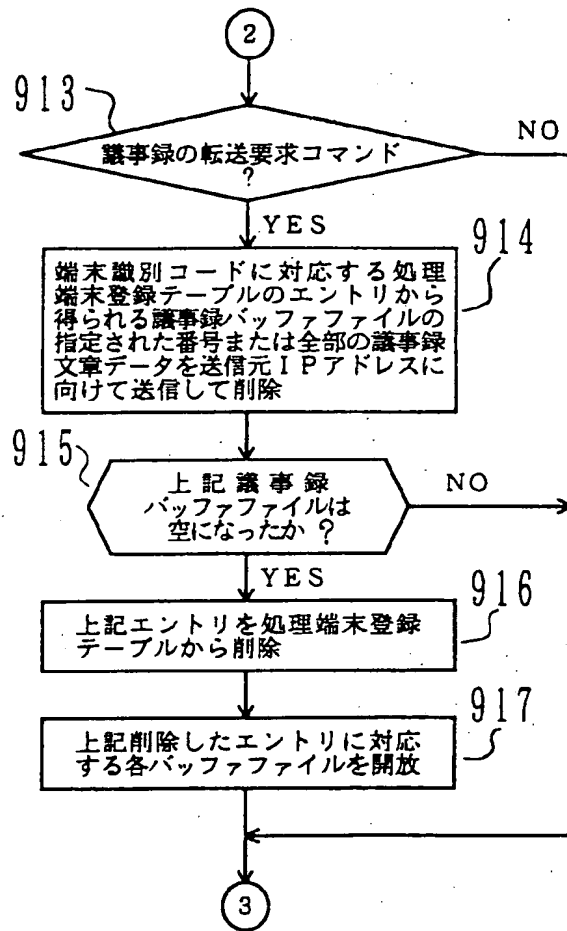 2
913
議事録の転送要求コマンド
?
NO
YES
914
端末識別コードに対応する処理
端末登録テーブルのエントリから
得られる議事録バッファファイルの
指定された番号または全部の議事録
文章データを送信元IPアドレスに
向けて送信して削除
915
上記議事録
バッファファイルは
空になったか?
NO
YES
916
上記エントリを処理端末登録
テーブルから削除
917
上記削除したエントリに対応
する各バッファファイルを開放
3